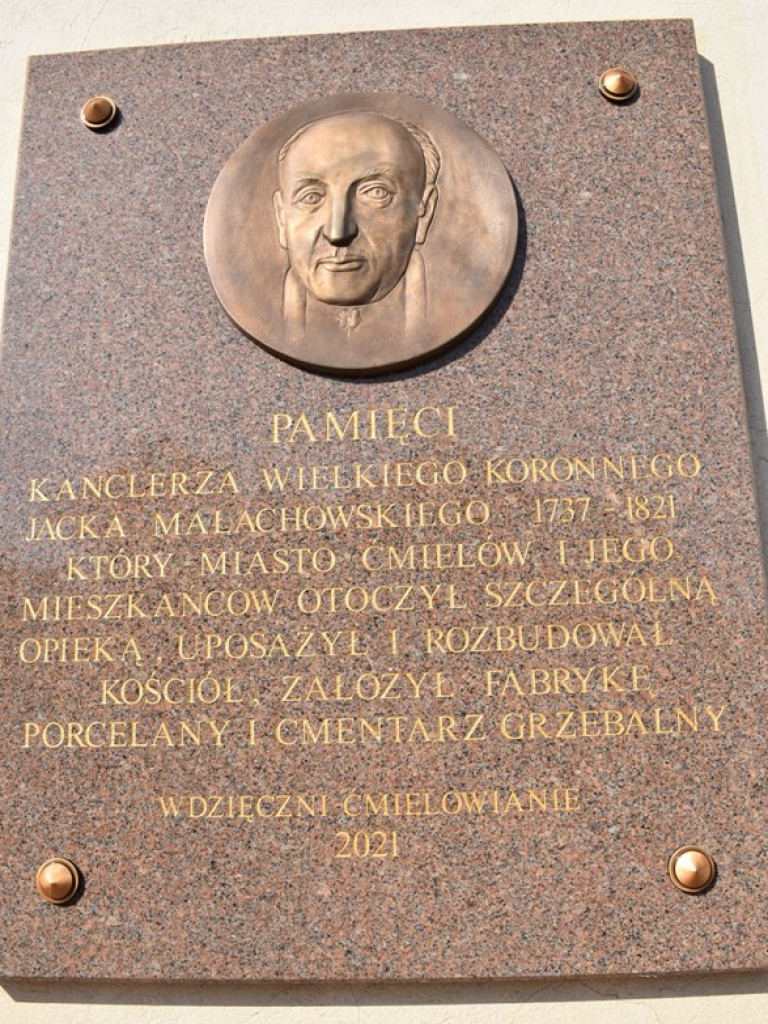 PAMIĘCI
KANCLERZA WIELKIEGO KORONNEGO
JACKA MAŁACHOWSKIEGO 1737-1821
KTÓRY MIASTO ĆMIELÓW I JEGO
MIESZKAŃCÓW OTOCZYŁ SZCZEGÓLNĄ
OPIEKĄ, UPOSAŻYŁ I ROZBUDOWAŁ
KOŚCIÓŁ, ZAŁOŻYŁ FABRYKĘ
PORCELANY I CMENTARZ GRZEBALNY
WDZIĘCZNI ĆMIELOWIANIE
2021